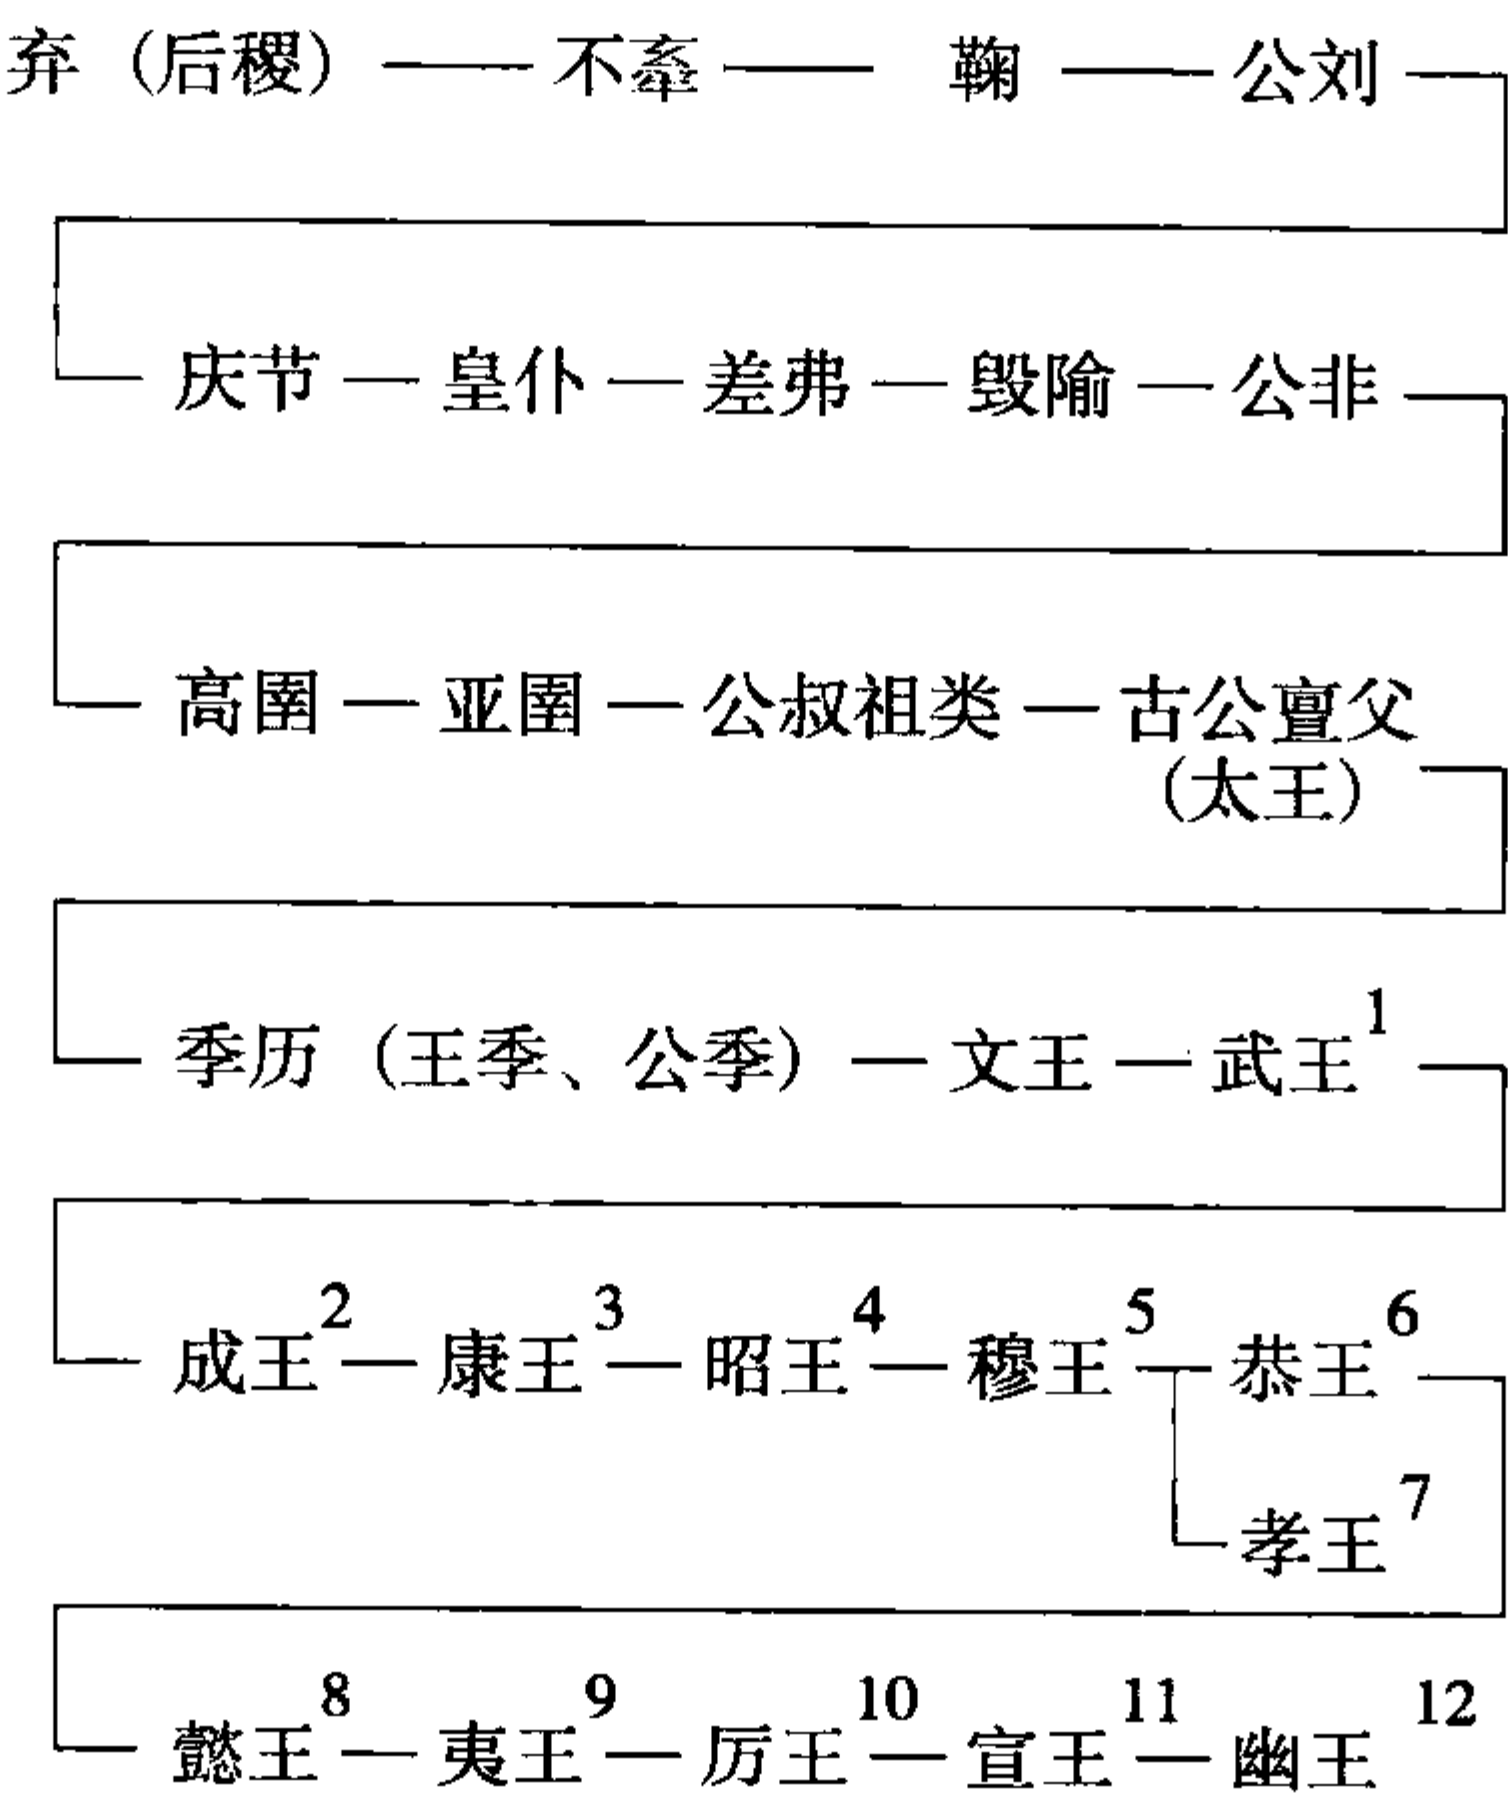 弃（后稷）——不窋——鞠——公刘
庆节—皇仆—差弗—毁隃—公非
高圉—亚圉—公叔祖类—古公亶父
（太王）
季历（王季、公季）—文王—武王1
成王2—康王3—昭王4—穆王5—恭王6
孝王7
懿王8—夷王9—厉王10—宣王11—幽王12